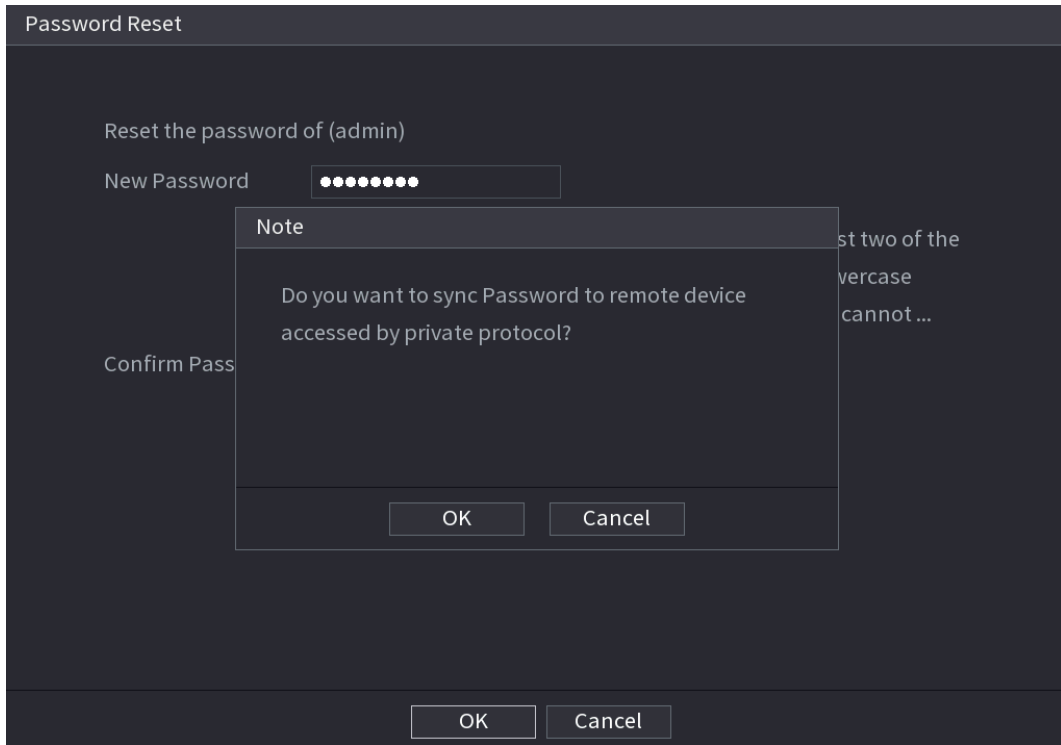 Password Reset
Reset the password of (admin)
New Password ●●●●●●●●
Note
st two of the
Do you want to sync Password to remote device
accessed by private protocol?
wercase
cannot ...
Confirm Pass
OK Cancel
OK Cancel